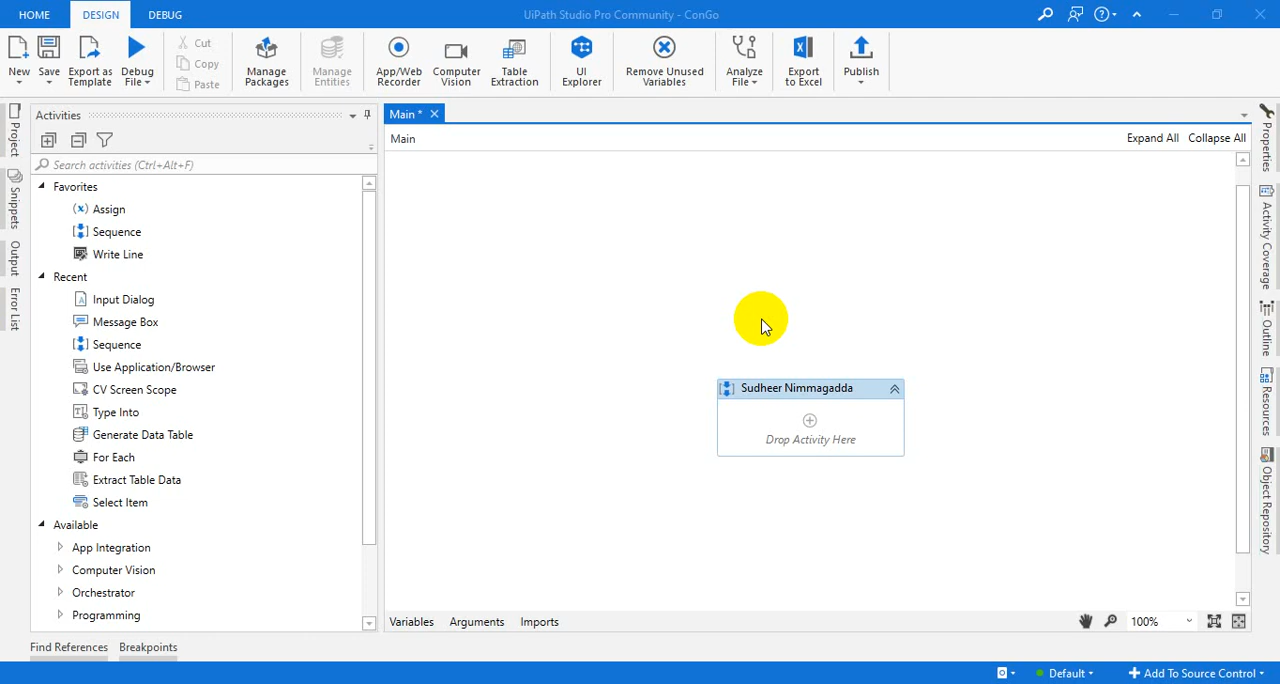 HOME DESIGN DEBUG UiPath Studio Pro Community - ConGo
New Save Export as Template Debug File Cut Copy Paste Manage Packages Manage Entities App/Web Recorder Computer Vision Table Extraction UI Explorer Remove Unused Variables Analyze File Export to Excel Publish
Project
Snippets
Output
Error List
Activities
Search activities (Ctrl+Alt+F)
Favorites
Assign
Sequence
Write Line
Recent
Input Dialog
Message Box
Sequence
Use Application/Browser
CV Screen Scope
Type Into
Generate Data Table
For Each
Extract Table Data
Select Item
Available
App Integration
Computer Vision
Orchestrator
Programming
Find References Breakpoints
Main *
Main Expand All Collapse All
Sudheer Nimmagadda
Drop Activity Here
Variables Arguments Imports 100%
Properties
Activity Coverage
Outline
Resources
Object Repository
Default Add To Source Control